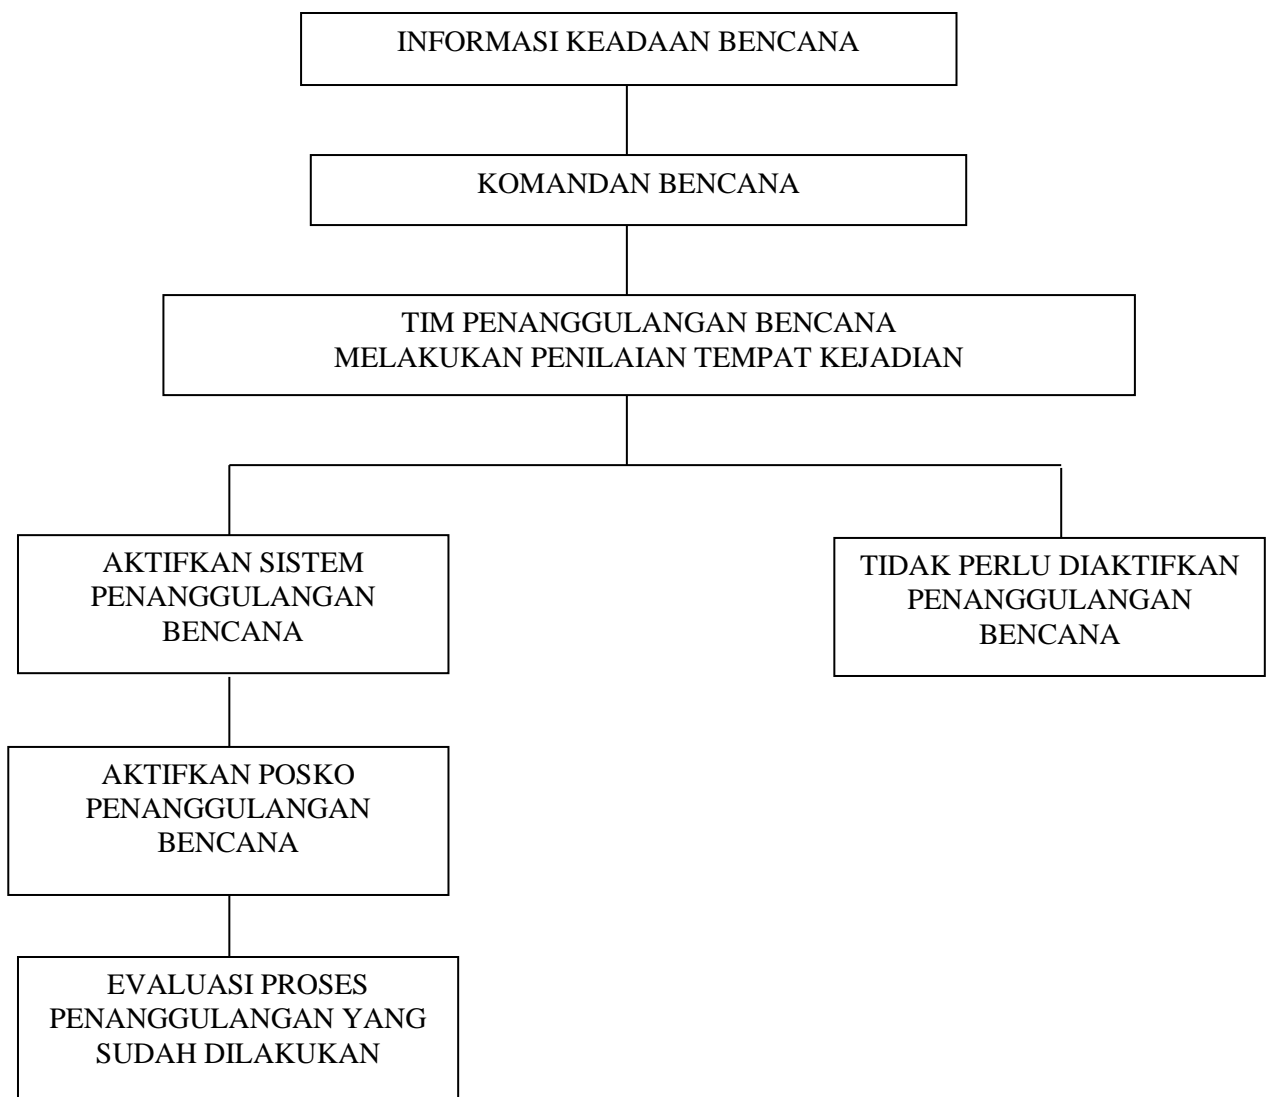 INFORMASI KEADAAN BENCANA
KOMANDAN BENCANA
TIM PENANGGULANGAN BENCANA
MELAKUKAN PENILAIAN TEMPAT KEJADIAN
AKTIFKAN SISTEM
PENANGGULANGAN
BENCANA
TIDAK PERLU DIAKTIFKAN
PENANGGULANGAN
BENCANA
AKTIFKAN POSKO
PENANGGULANGAN
BENCANA
EVALUASI PROSES
PENANGGULANGAN YANG
SUDAH DILAKUKAN